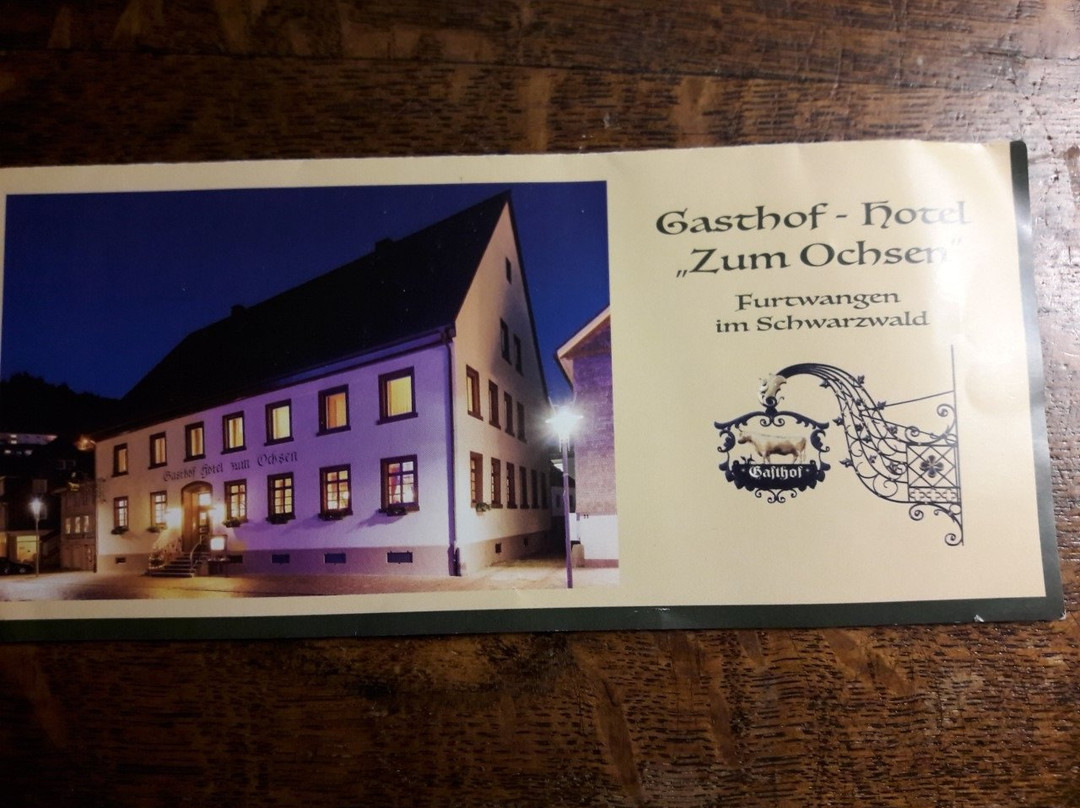 Gasthof - Hotel
„Zum Ochsen“
Furtwangen
im Schwarzwald
Gasthof
Gasthof Hotel zum Ochsen